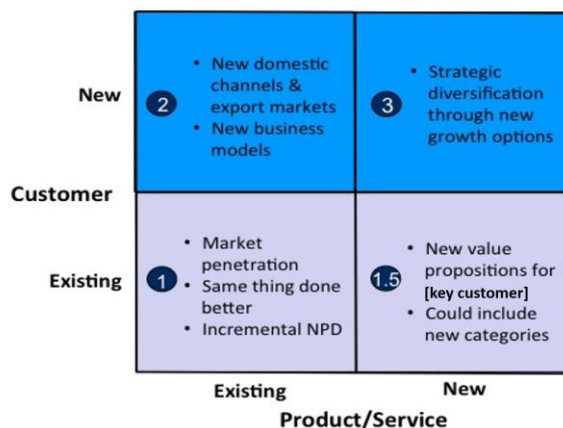 New
2
• New domestic
channels &
export markets
• New business
models
3
• Strategic
diversification
through new
growth options
Customer
Existing
1
• Market
penetration
• Same thing done
better
• Incremental NPD
1.5
• New value
propositions for
[key customer]
• Could include
new categories
Existing
New
Product/Service